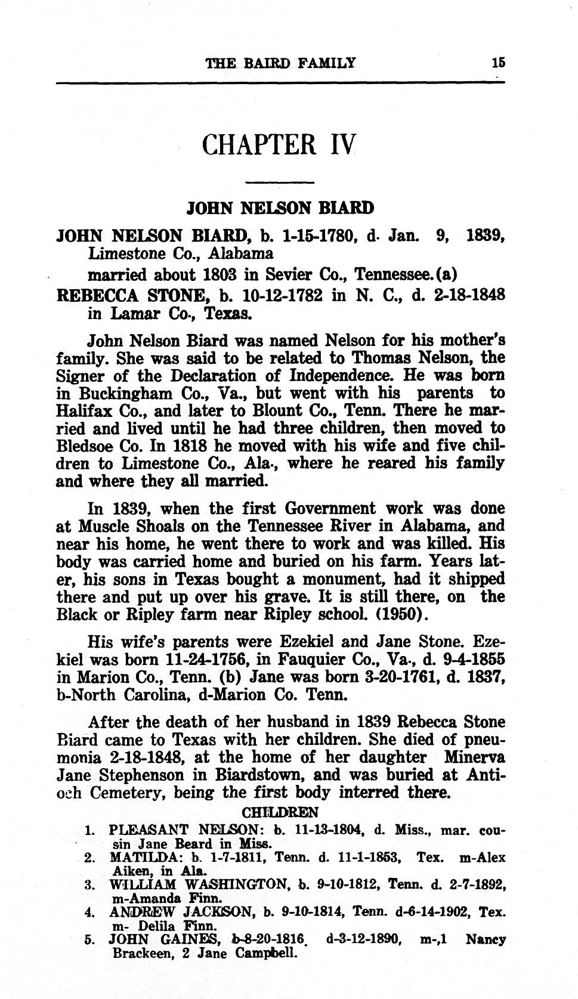 THE BAIRD FAMILY 15
CHAPTER IV
JOHN NELSON BIARD
JOHN NELSON BIARD, b. 1-15-1780, d. Jan. 9, 1839,
Limestone Co., Alabama
married about 1803 in Sevier Co., Tennessee.(a)
REBECCA STONE, b. 10-12-1782 in N. C., d. 2-18-1848
in Lamar Co., Texas.
John Nelson Biard was named Nelson for his mother's
family. She was said to be related to Thomas Nelson, the
Signer of the Declaration of Independence. He was born
in Buckingham Co., Va., but went with his parents to
Halifax Co., and later to Blount Co., Tenn. There he mar-
ried and lived until he had three children, then moved to
Bledsoe Co. In 1818 he moved with his wife and five chil-
dren to Limestone Co., Ala., where he reared his family
and where they all married.
In 1839, when the first Government work was done
at Muscle Shoals on the Tennessee River in Alabama, and
near his home, he went there to work and was killed. His
body was carried home and buried on his farm. Years lat-
er, his sons in Texas bought a monument, had it shipped
there and put up over his grave. It is still there, on the
Black or Ripley farm near Ripley school. (1950).
His wife's parents were Ezekiel and Jane Stone. Eze-
kiel was born 11-24-1756, in Fauquier Co., Va., d. 9-4-1855
in Marion Co., Tenn. (b) Jane was born 3-20-1761, d. 1837,
b-North Carolina, d-Marion Co. Tenn.
After the death of her husband in 1839 Rebecca Stone
Biard came to Texas with her children. She died of pneu-
monia 2-18-1848, at the home of her daughter Minerva
Jane Stephenson in Biardstown, and was buried at Anti-
och Cemetery, being the first body interred there.
CHILDREN
1. PLEASANT NELSON: b. 11-13-1804, d. Miss., mar. cou-
sin Jane Beard in Miss.
2. MATILDA: b. 1-7-1811, Tenn. d. 11-1-1853, Tex. m-Alex
Aiken, in Ala.
3. WILLIAM WASHINGTON, b. 9-10-1812, Tenn. d. 2-7-1892,
m-Amanda Finn.
4. ANDREW JACKSON, b. 9-10-1814, Tenn. d-6-14-1902, Tex.
m- Delila Finn.
5. JOHN GAINES, b-8-20-1816. d-3-12-1890, m-,1 Nancy
Brackeen, 2 Jane Campbell.